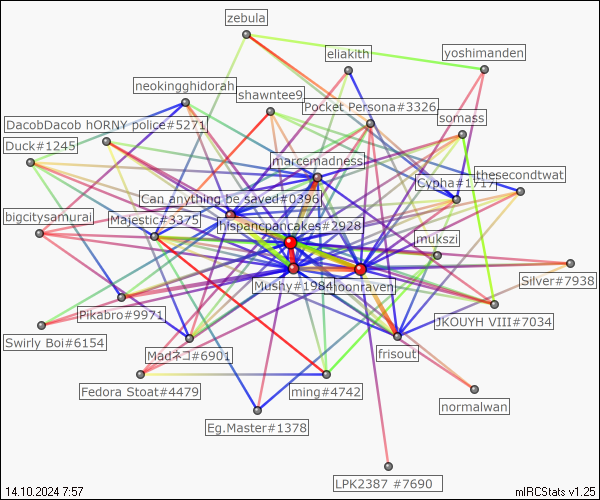 zebula
eliakith
yoshimanden
neokingghidorah
shawntee9
Pocket Persona#3326
somass
DacobDacob hORNY police#5271
Duck#1245
marcemadness
thesecondtwat
Cypha#1717
Can anything be saved#0396
bigcitysamurai
Majestic#3375
hispancpancakes#2928
mukszi
Silver#7938
Mushy#1984
hoonraven
Pikabro#9971
JKOUYH VIII#7034
Swirly Boi#6154
Madネコ#6901
frisout
Fedora Stoat#4479
ming#4742
normalwan
Eg.Master#1378
LPK2387 #7690
14.10.2024 7:57
mIRCStats v1.25